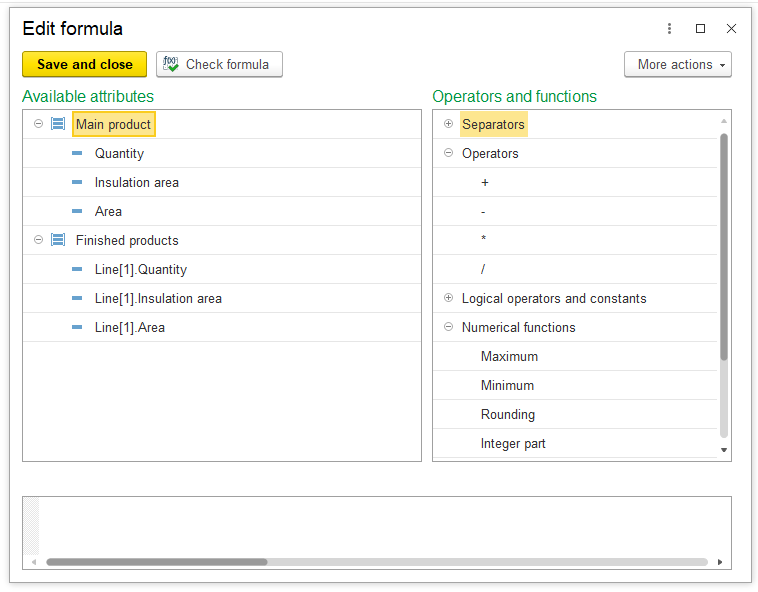 Edit formula
Save and close
f(x) Check formula
More actions
Available attributes
Operators and functions
Main product
Quantity
Insulation area
Area
Finished products
Line[1].Quantity
Line[1].Insulation area
Line[1].Area
Separators
Operators
+
-
*
/
Logical operators and constants
Numerical functions
Maximum
Minimum
Rounding
Integer part